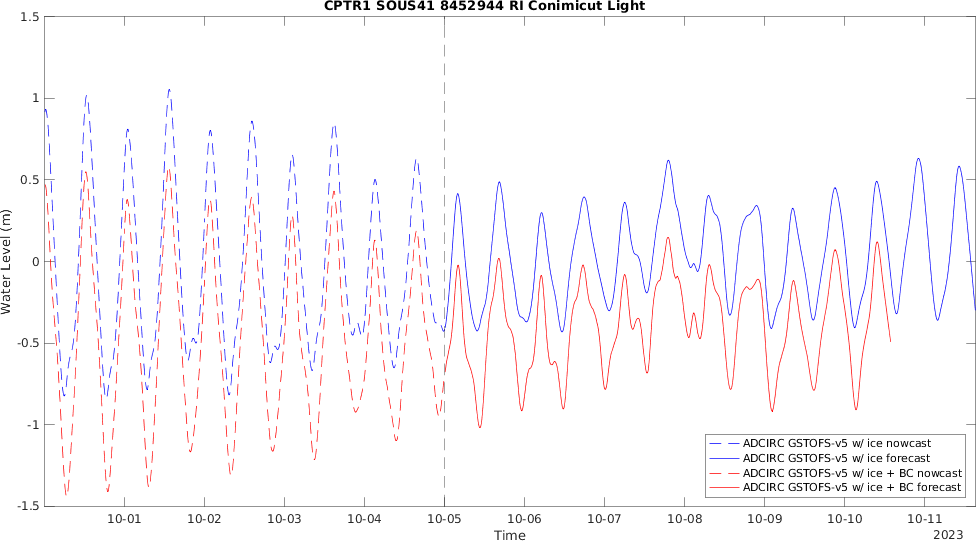 CPTR1 SOUS41 8452944 RI Conimicut Light
1.5
1
0.5
0
-0.5
-1
-1.5
Water Level (m)
ADCIRC GSTOFS-v5 w/ ice nowcast
ADCIRC GSTOFS-v5 w/ ice forecast
ADCIRC GSTOFS-v5 w/ ice + BC nowcast
ADCIRC GSTOFS-v5 w/ ice + BC forecast
10-01 10-02 10-03 10-04 10-05 10-06 10-07 10-08 10-09 10-10 10-11
Time
2023